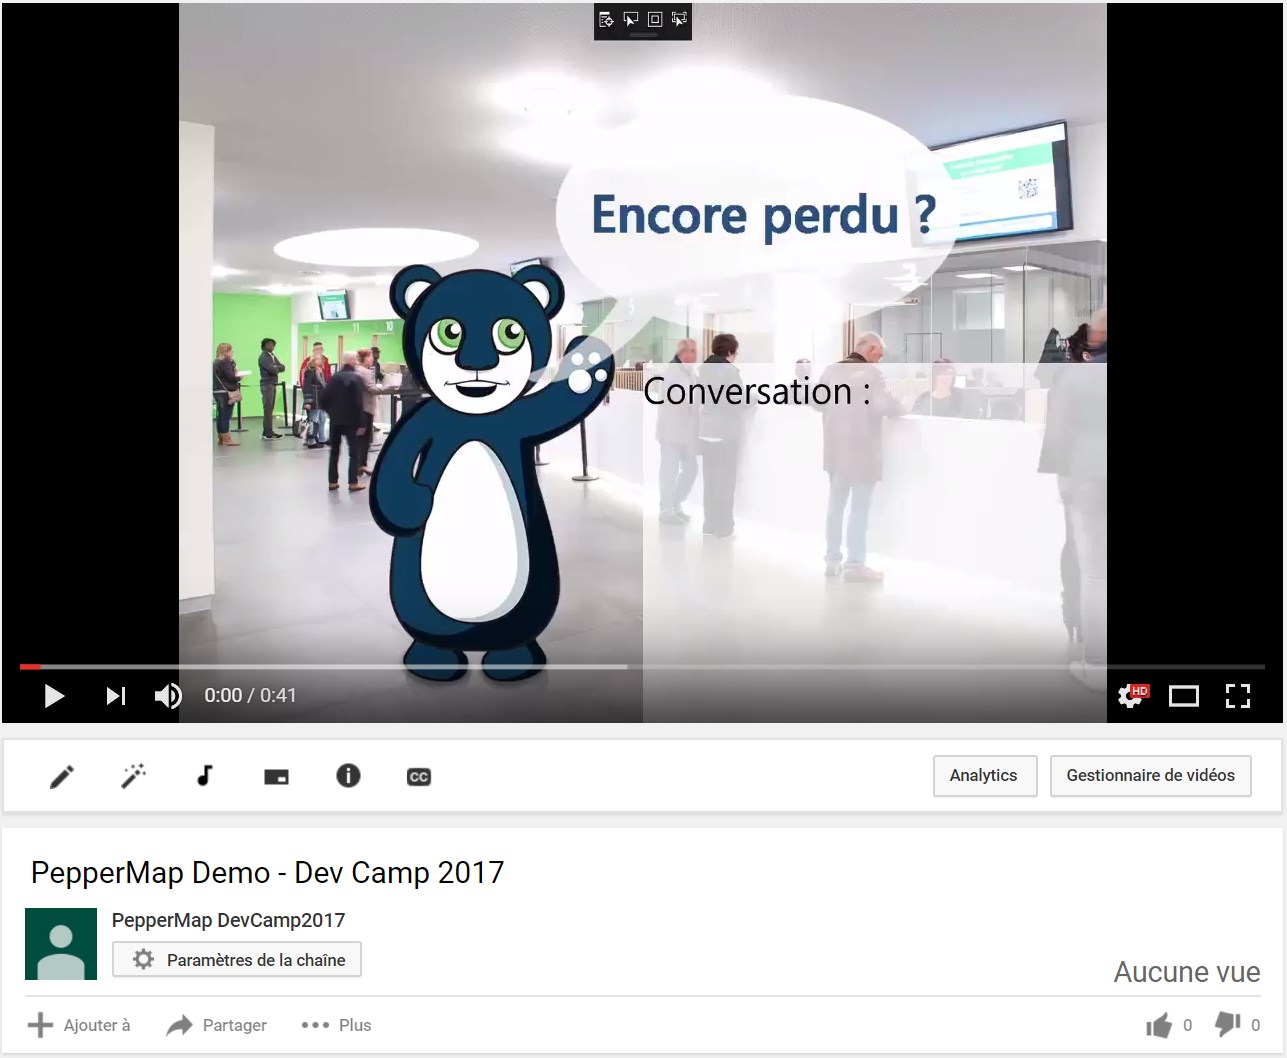 Encore perdu ?
Conversation :
0:00 / 0:41
HD
CC
Analytics
Gestionnaire de vidéos
PepperMap Demo - Dev Camp 2017
PepperMap DevCamp2017
Paramètres de la chaîne
Aucune vue
Ajouter à
Partager
Plus
0
0